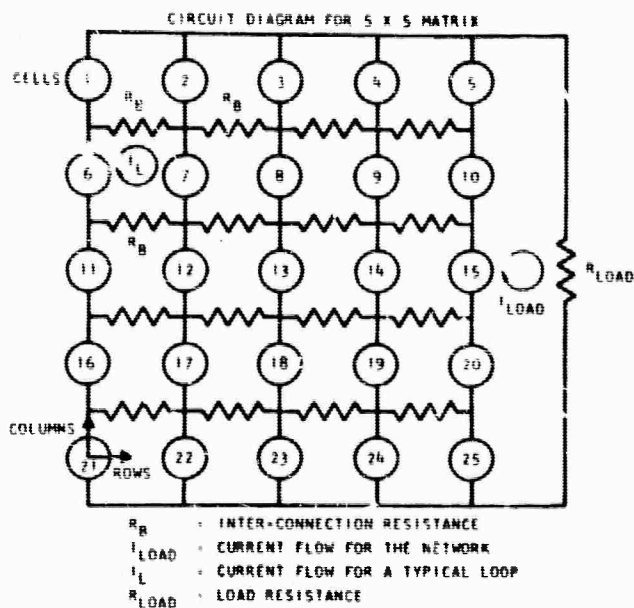 CIRCUIT DIAGRAM FOR 5 X 5 MATRIX
CELLS 1 2 3 4 5
R_B R_B
6 I_L 7 8 9 10
R_B
11 12 13 14 15 I_LOAD R_LOAD
16 17 18 19 20
COLUMNS
21 ROWS 22 23 24 25
R_B = INTER-CONNECTION RESISTANCE
I_LOAD = CURRENT FLOW FOR THE NETWORK
I_L = CURRENT FLOW FOR A TYPICAL LOOP
R_LOAD = LOAD RESISTANCE